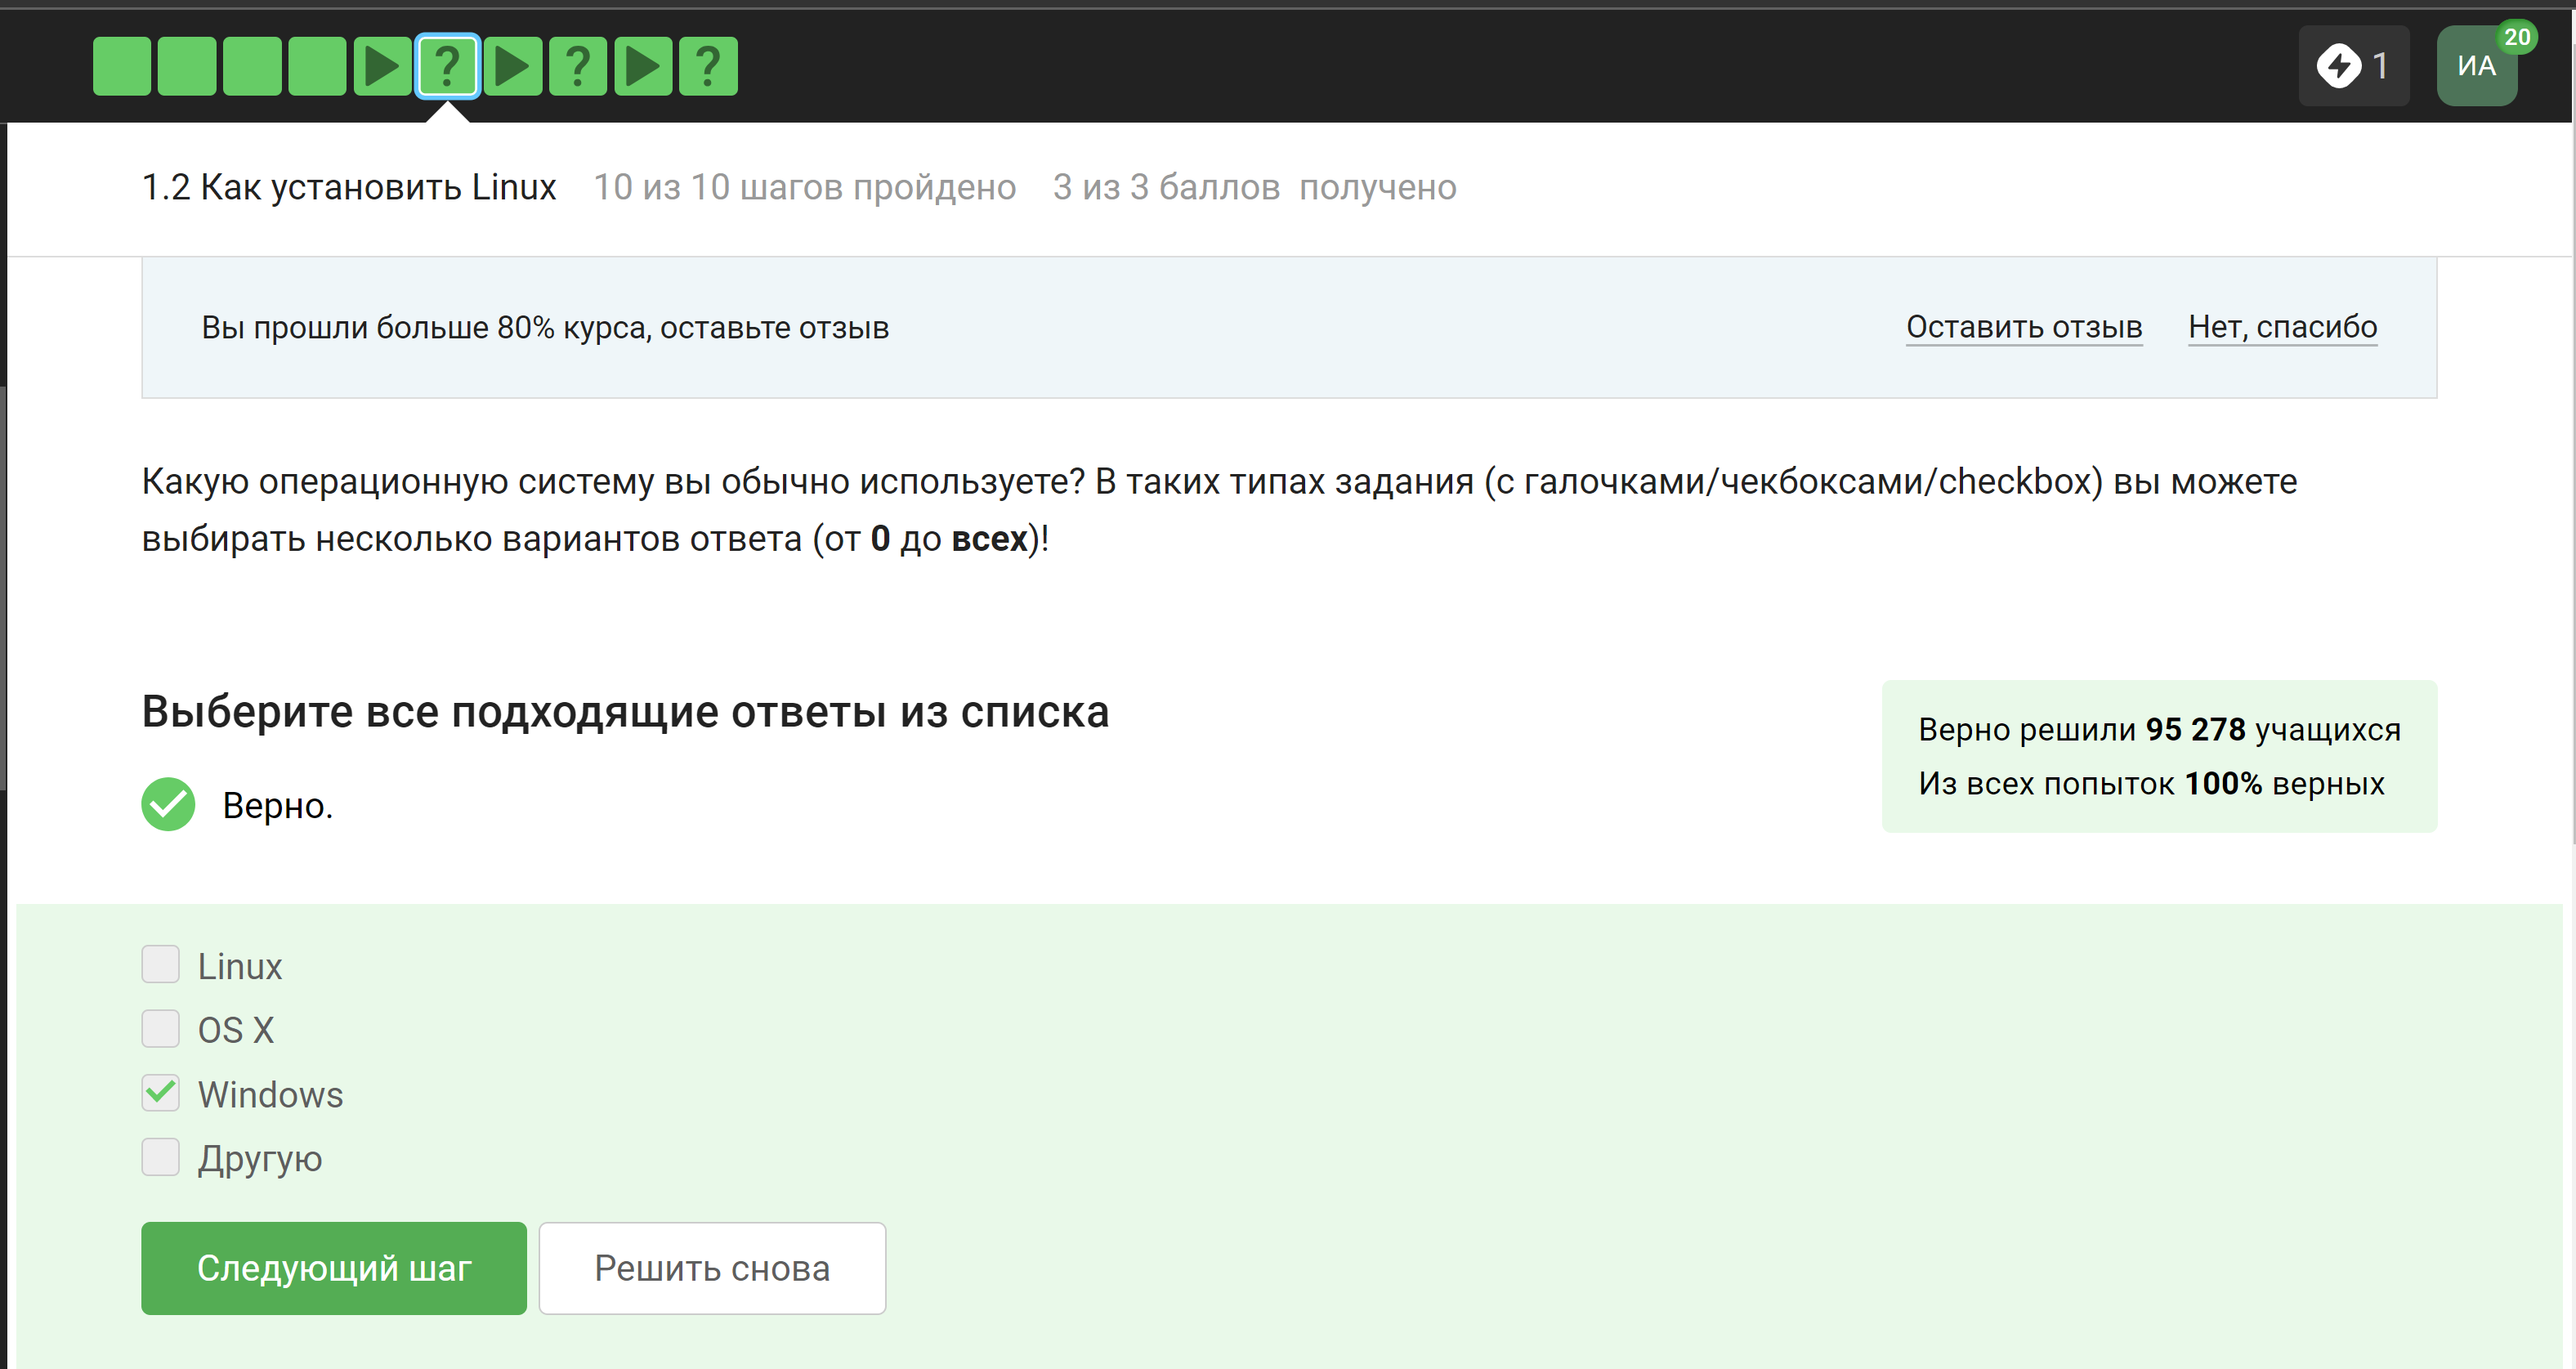 ? ? ?
1
ИА
20
1.2 Как установить Linux 10 из 10 шагов пройдено 3 из 3 баллов получено
Вы прошли больше 80% курса, оставьте отзыв
Оставить отзыв Нет, спасибо
Какую операционную систему вы обычно используете? В таких типах задания (с галочками/чекбоксами/checkbox) вы можете
выбирать несколько вариантов ответа (от 0 до всех)!
Выберите все подходящие ответы из списка
Верно.
Верно решили 95 278 учащихся
Из всех попыток 100% верных
Linux
OS X
Windows
Другую
Следующий шаг
Решить снова